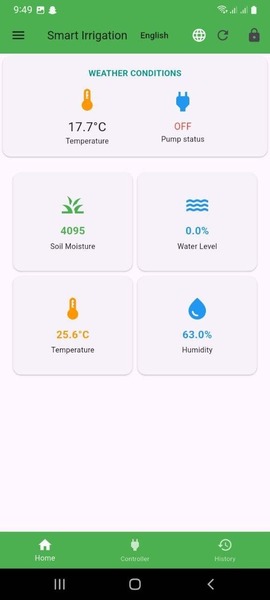 9:49
Smart Irrigation English
WEATHER CONDITIONS
17.7°C OFF
Temperature Pump status
4095 0.0%
Soil Moisture Water Level
25.6°C 63.0%
Temperature Humidity
Home Controller History